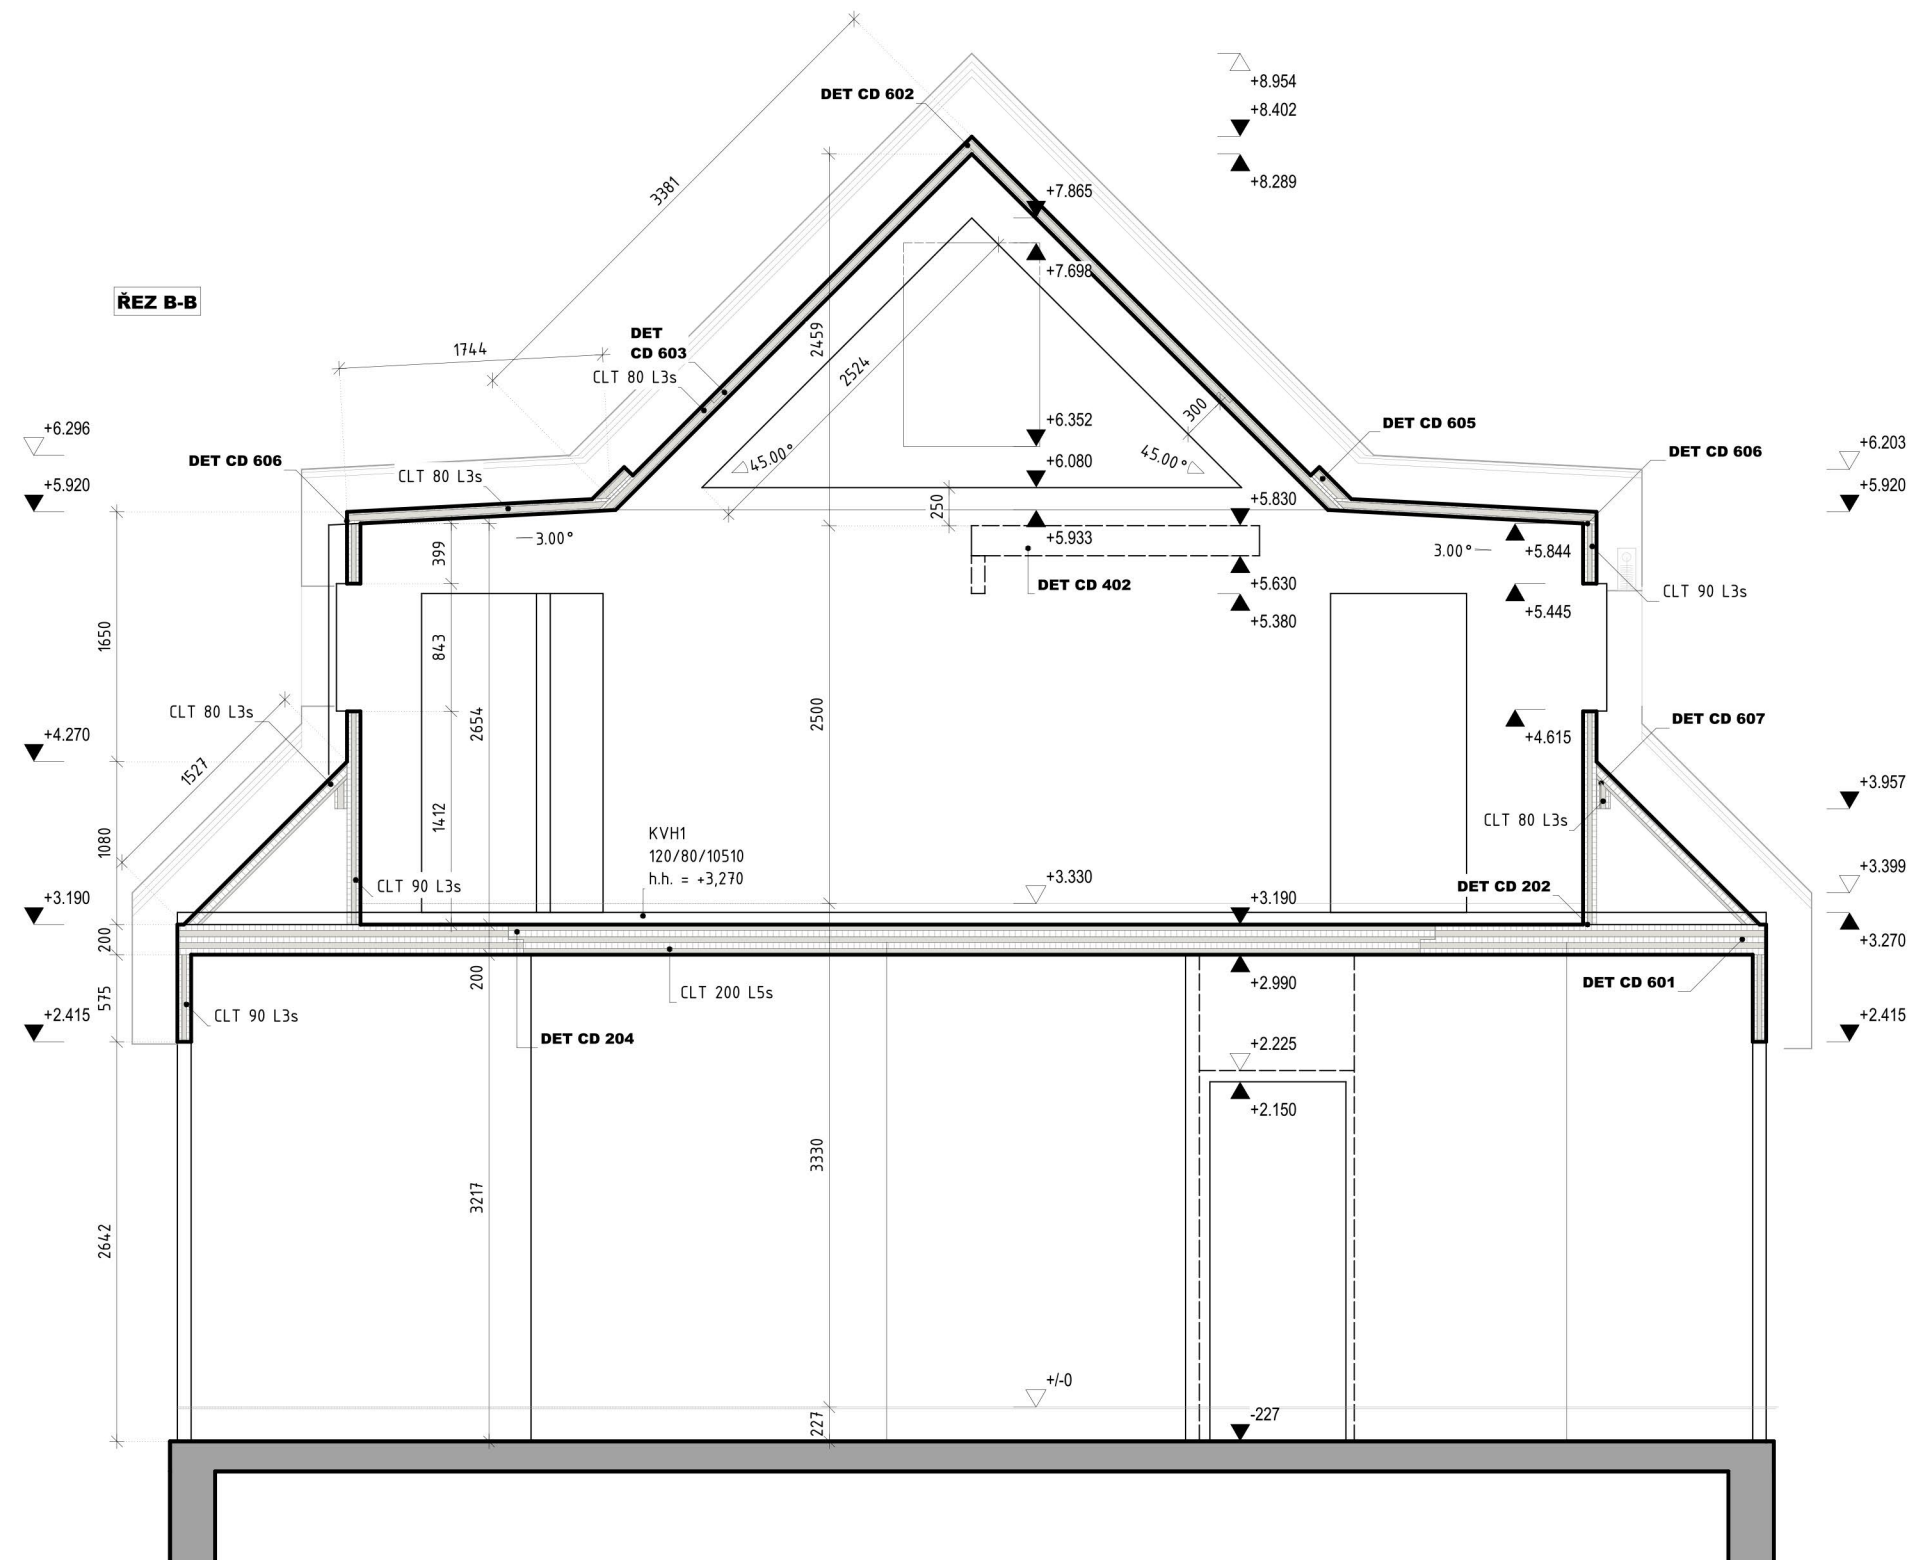 +8.954
DET CD 602
+8.402
3381
+8.289
+7.865
+7.698
ŘEZ B-B
DET
CD 603
2459
1744
CLT 80 L3s
2524
300
+6.352
DET CD 605
+6.296
+6.203
DET CD 606
DET CD 606
45.00°
45.00°
+6.080
CLT 80 L3s
+5.920
+5.920
250
+5.830
+5.933
3.00°
3.00°
+5.844
399
DET CD 402
+5.630
CLT 90 L3s
+5.445
+5.380
1650
843
2654
2500
CLT 80 L3s
DET CD 607
+4.270
+4.615
1527
+3.957
1412
CLT 80 L3s
KVH1
120/80/10510
h.h. = +3,270
1080
+3.330
+3.399
CLT 90 L3s
DET CD 202
+3.190
+3.190
200
+3.270
200
+2.990
DET CD 601
CLT 200 L5s
575
CLT 90 L3s
+2.415
+2.415
DET CD 204
+2.225
+2.150
3330
3217
2642
+/-0
227
-227